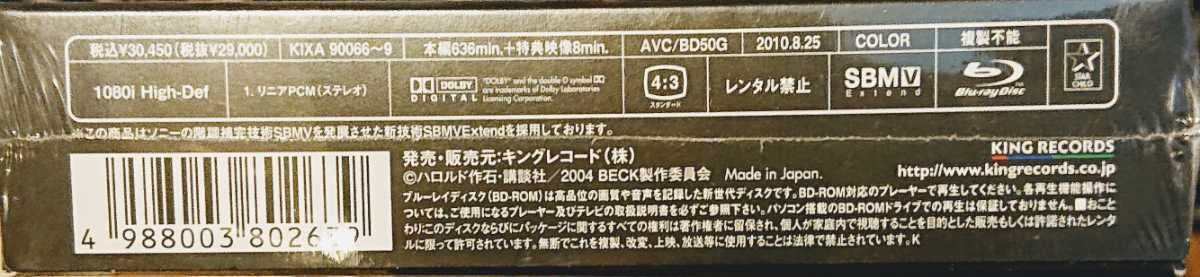 税込¥30,450(税抜¥29,000) KIXA 90066~9 本編636min.+特典映像8min. AVC/BD50G 2010.8.25 COLOR 複製不能
1080i High-Def 1. リニアPCM(ステレオ) DOLBY DIGITAL "DOLBY" and the double D symbol are trademarks of Dolby Laboratories Licensing Corporation. 4:3 スタンダード レンタル禁止 SBMV Extend Blu-ray Disc STAR CHILD
※この商品はソニーの階調補完技術SBMVを発展させた新技術SBMVExtendを採用しております。
発売・販売元:キングレコード(株)
©ハロルド作石・講談社/2004 BECK製作委員会 Made in Japan.
KING RECORDS
http://www.kingrecords.co.jp
ブルーレイディスク(BD-ROM)は高品位の画質や音声を記録した新世代ディスクです。BD-ROM対応のプレーヤーで再生してください。各再生機能操作に
ついては、ご使用になるプレーヤー及びテレビの取扱説明書を必ずご参照下さい。パソコン搭載のBD-ROMドライブでの再生は保証しておりません。■おこと
わり:このディスクならびにパッケージに関するすべての権利は著作権者に留保され、個人が家庭内で視聴することを目的とした販売もしくは許諾されたレンタ
ルに限って許可されています。無断でこれを複製、改変、上映、放送等に使用することは法律で禁止されています。K
4 988003 802